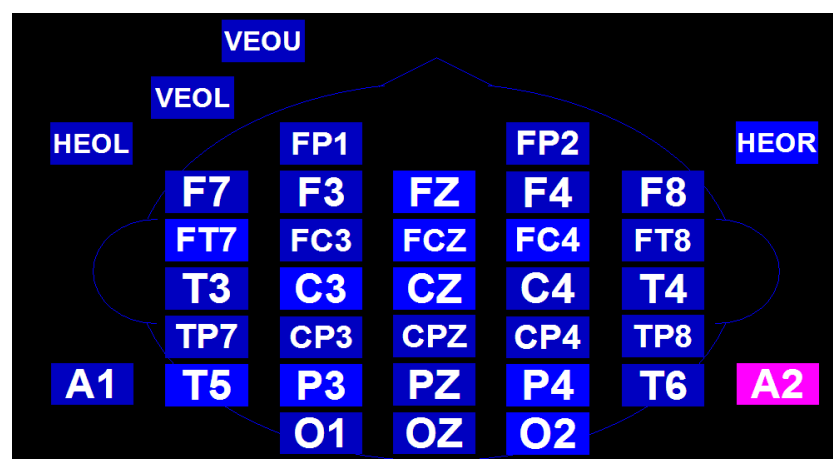 VEOU
VEOL
HEOL FP1 FP2 HEOR
F7 F3 FZ F4 F8
FT7 FC3 FCZ FC4 FT8
T3 C3 CZ C4 T4
TP7 CP3 CPZ CP4 TP8
A1 T5 P3 PZ P4 T6 A2
O1 OZ O2